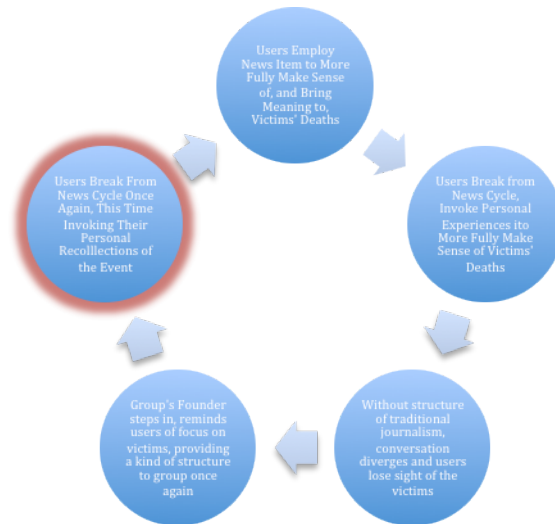 Users Employ
News Item to More
Fully Make Sense
of, and Bring
Meaning to,
Victims' Deaths
Users Break from
News Cycle,
Invoke Personal
Experiences ito
More Fully Make
Sense of Victims'
Deaths
Without structure
of traditional
journalism,
conversation
diverges and users
lose sight of the
victims
Group's Founder
steps in, reminds
users of focus on
victims, providing
a kind of structure
to group once
again
Users Break From
News Cycle Once
Again, This Time
Invoking Their
Personal
Recolllections of
the Event